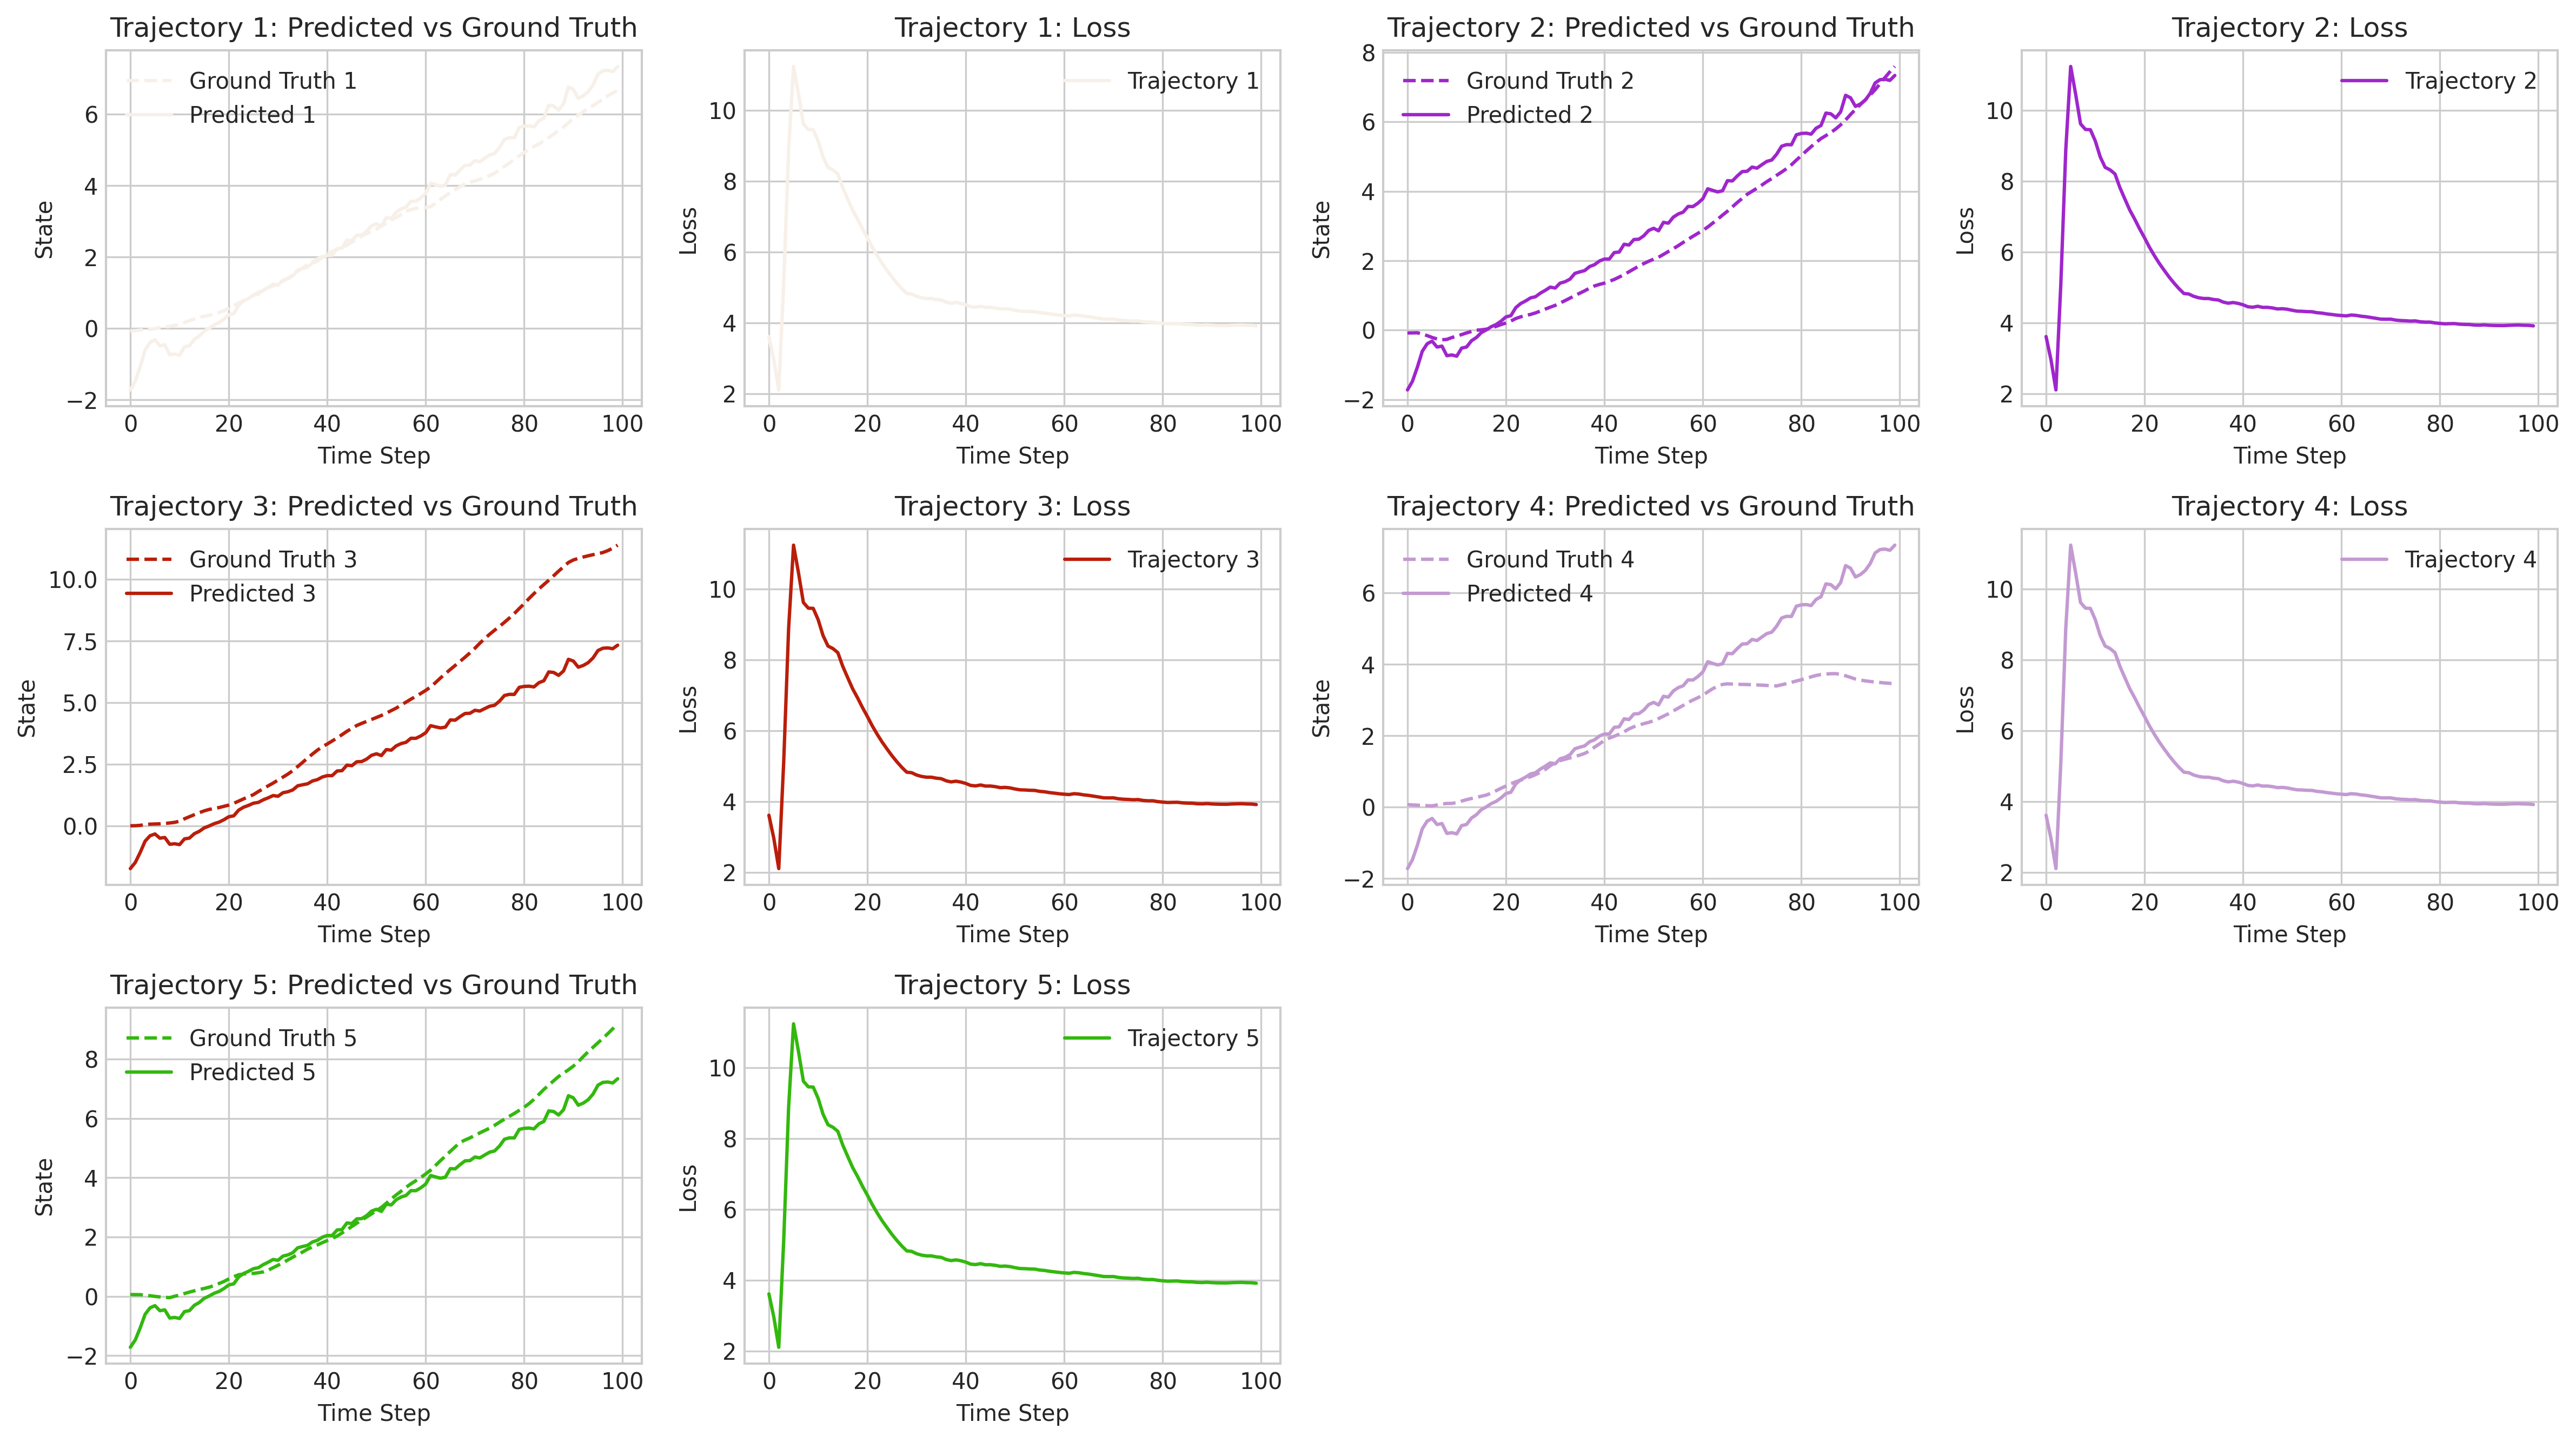 Trajectory 1: Predicted vs Ground Truth
Ground Truth 1
Predicted 1
State
6
4
2
0
−2
0 20 40 60 80 100
Time Step
Trajectory 1: Loss
Trajectory 1
Loss
10
8
6
4
2
0 20 40 60 80 100
Time Step
Trajectory 2: Predicted vs Ground Truth
Ground Truth 2
Predicted 2
State
8
6
4
2
0
−2
0 20 40 60 80 100
Time Step
Trajectory 2: Loss
Trajectory 2
Loss
10
8
6
4
2
0 20 40 60 80 100
Time Step
Trajectory 3: Predicted vs Ground Truth
Ground Truth 3
Predicted 3
State
10.0
7.5
5.0
2.5
0.0
0 20 40 60 80 100
Time Step
Trajectory 3: Loss
Trajectory 3
Loss
10
8
6
4
2
0 20 40 60 80 100
Time Step
Trajectory 4: Predicted vs Ground Truth
Ground Truth 4
Predicted 4
State
6
4
2
0
−2
0 20 40 60 80 100
Time Step
Trajectory 4: Loss
Trajectory 4
Loss
10
8
6
4
2
0 20 40 60 80 100
Time Step
Trajectory 5: Predicted vs Ground Truth
Ground Truth 5
Predicted 5
State
8
6
4
2
0
−2
0 20 40 60 80 100
Time Step
Trajectory 5: Loss
Trajectory 5
Loss
10
8
6
4
2
0 20 40 60 80 100
Time Step